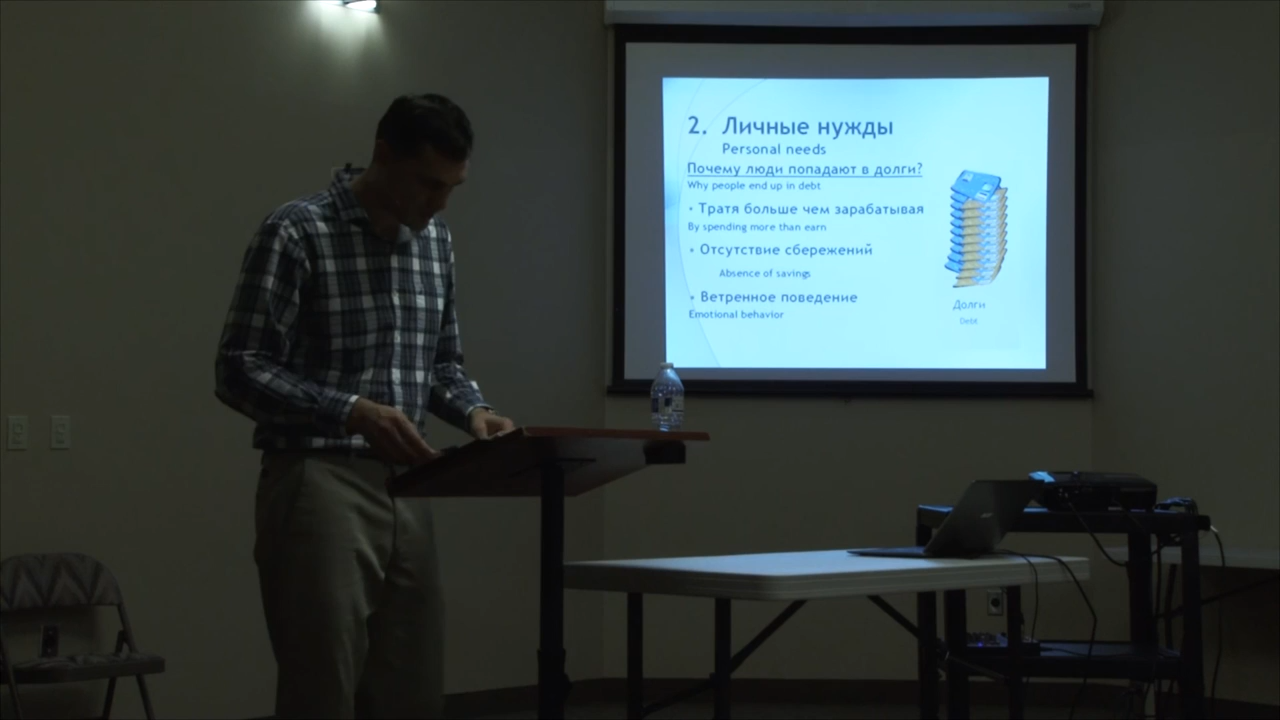 2. Личные нужды
Personal needs
Почему люди попадают в долги?
Why people end up in debt
• Тратя больше чем зарабатывая
By spending more than earn
• Отсутствие сбережений
Absence of savings
• Ветренное поведение
Emotional behavior
Долги
Debt